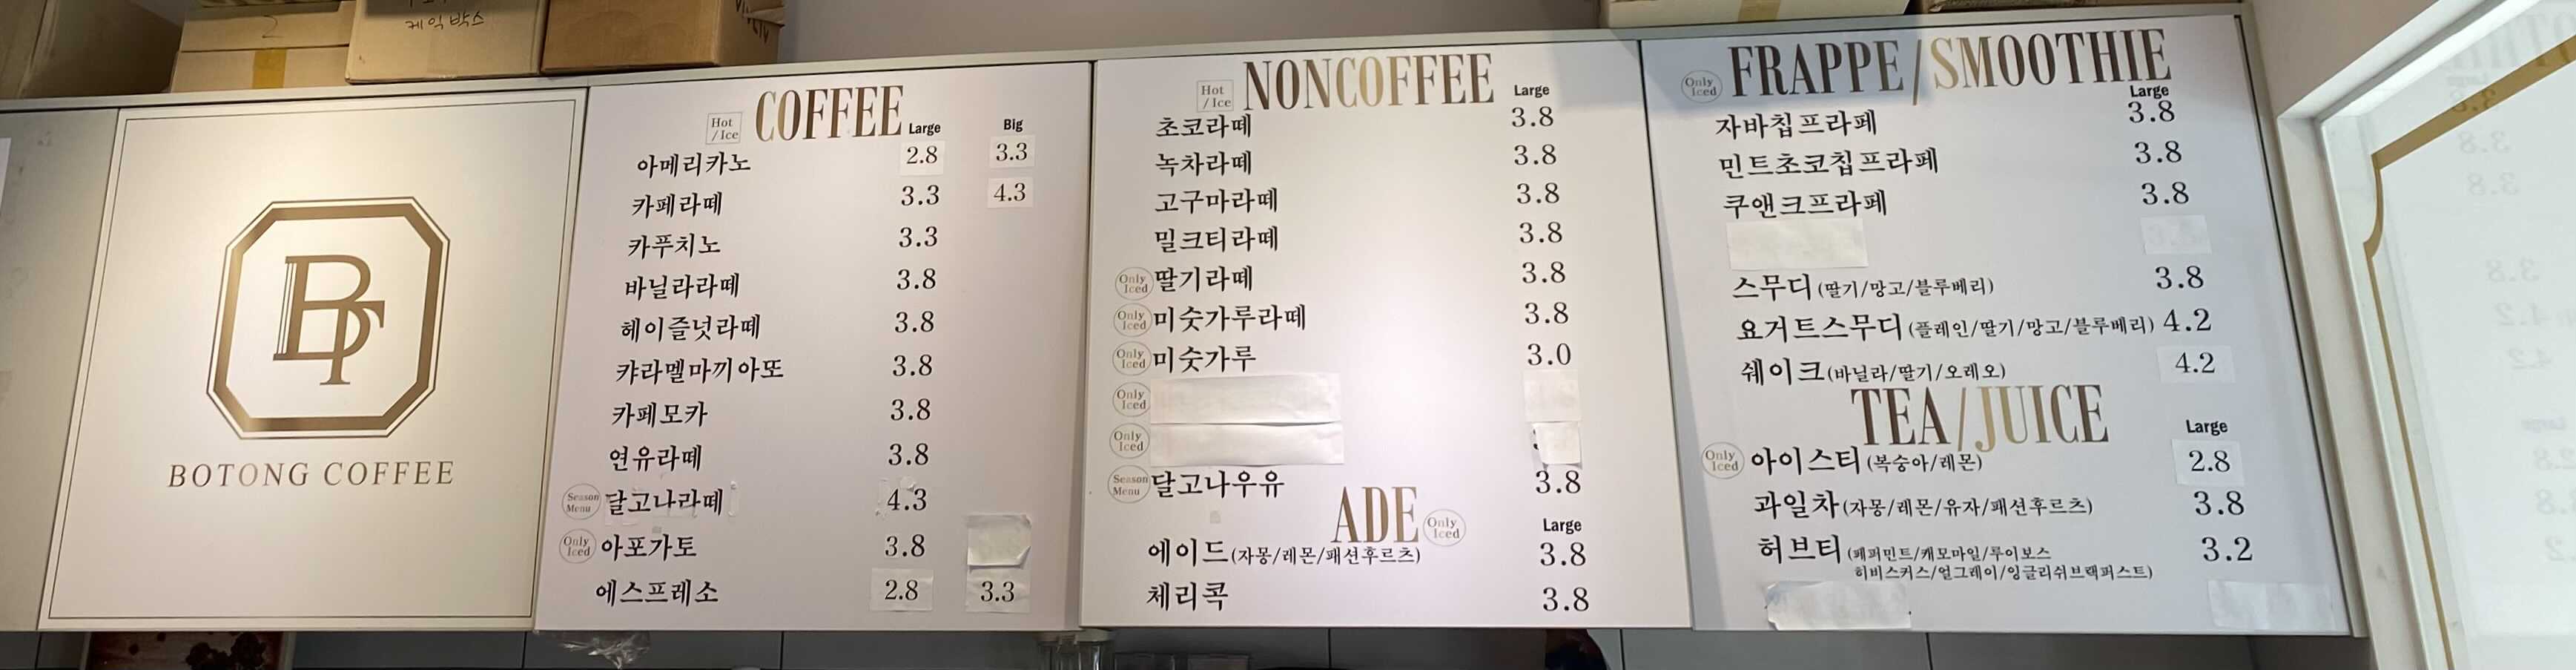 케익박스
BT
BOTONG COFFEE
Hot / Ice COFFEE Large Big
아메리카노 2.8 3.3
카페라떼 3.3 4.3
카푸치노 3.3
바닐라라떼 3.8
헤이즐넛라떼 3.8
캬라멜마끼아또 3.8
카페모카 3.8
연유라떼 3.8
Season Menu 달고나라떼 4.3
Only Iced 아포가토 3.8
에스프레소 2.8 3.3
Hot / Ice NONCOFFEE Large
초코라떼 3.8
녹차라떼 3.8
고구마라떼 3.8
밀크티라떼 3.8
Only Iced 딸기라떼 3.8
Only Iced 미숫가루라떼 3.8
Only Iced 미숫가루 3.0
Only Iced
Only Iced
Season Menu 달고나우유 3.8
ADE Only Iced Large
에이드(자몽/레몬/패션후르츠) 3.8
체리콕 3.8
Only Iced FRAPPE/SMOOTHIE
Large
자바칩프라페 3.8
민트초코칩프라페 3.8
쿠앤크프라페 3.8
스무디(딸기/망고/블루베리) 3.8
요거트스무디(플레인/딸기/망고/블루베리) 4.2
쉐이크(바닐라/딸기/오레오) 4.2
TEA/JUICE Large
Only Iced 아이스티(복숭아/레몬) 2.8
과일차(자몽/레몬/유자/패션후르츠) 3.8
허브티(페퍼민트/캐모마일/루이보스 3.2
히비스커스/얼그레이/잉글리쉬브랙퍼스트)